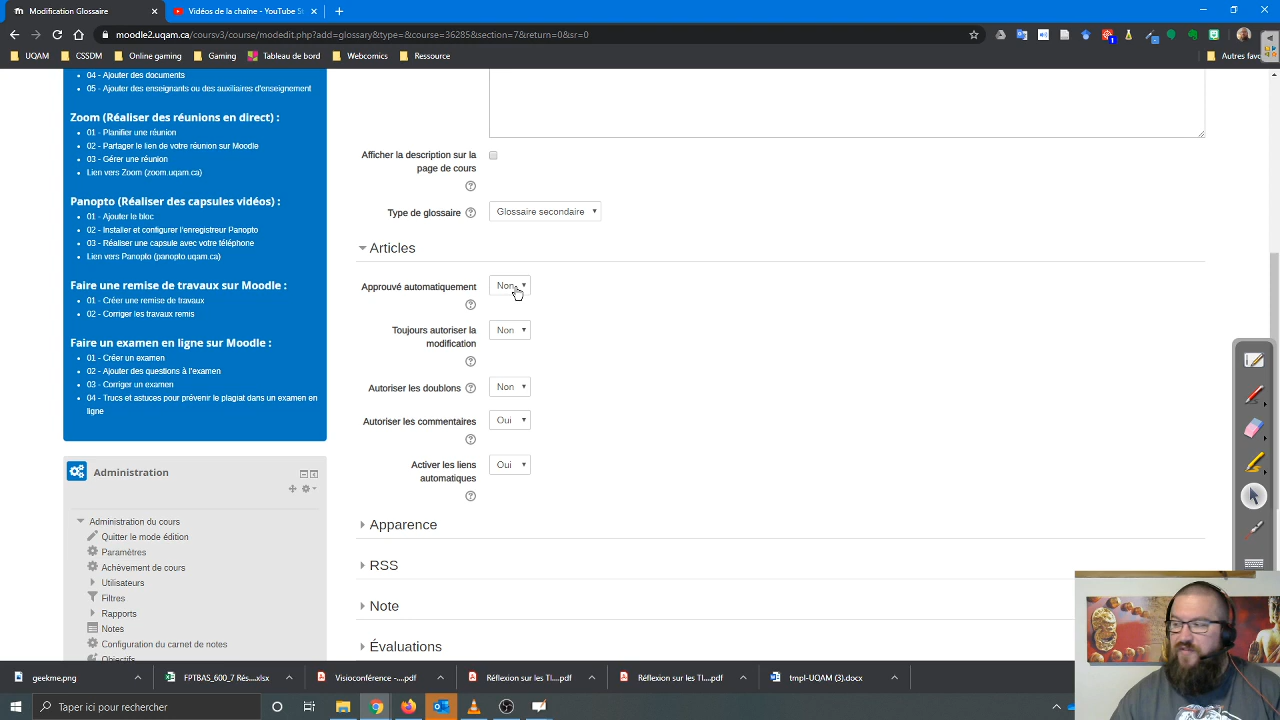 Modification Glossaire
Vidéos de la chaîne - YouTube St
moodle2.uqam.ca/coursv3/course/modedit.php?add=glossary&type=&course=36285&section=7&return=0&sr=0
UQAM
CSSDM
Online gaming
Gaming
Tableau de bord
Webcomics
Ressource
Autres favo
04 - Ajouter des documents
05 - Ajouter des enseignants ou des auxiliaires d'enseignement
Zoom (Réaliser des réunions en direct) :
01 - Planifier une réunion
02 - Partager le lien de votre réunion sur Moodle
03 - Gérer une réunion
Lien vers Zoom (zoom.uqam.ca)
Panopto (Réaliser des capsules vidéos) :
01 - Ajouter le bloc
02 - Installer et configurer l'enregistreur Panopto
03 - Réaliser une capsule avec votre téléphone
Lien vers Panopto (panopto.uqam.ca)
Faire une remise de travaux sur Moodle :
01 - Créer une remise de travaux
02 - Corriger les travaux remis
Faire un examen en ligne sur Moodle :
01 - Créer un examen
02 - Ajouter des questions à l'examen
03 - Corriger un examen
04 - Trucs et astuces pour prévenir le plagiat dans un examen en
ligne
Administration
Administration du cours
Quitter le mode édition
Paramètres
Achèvement de cours
Utilisateurs
Filtres
Rapports
Notes
Configuration du carnet de notes
Objectifs
Afficher la description sur la
page de cours
Type de glossaire
Glossaire secondaire
Articles
Approuvé automatiquement
Non
Toujours autoriser la
modification
Non
Autoriser les doublons
Non
Autoriser les commentaires
Oui
Activer les liens
automatiques
Oui
Apparence
RSS
Note
Évaluations
geekme.png
FPTBAS_600_7 Rés....xlsx
Visioconférence -....pdf
Réflexion sur les TI....pdf
Réflexion sur les TI....pdf
tmpl-UQAM (3).docx
Taper ici pour rechercher